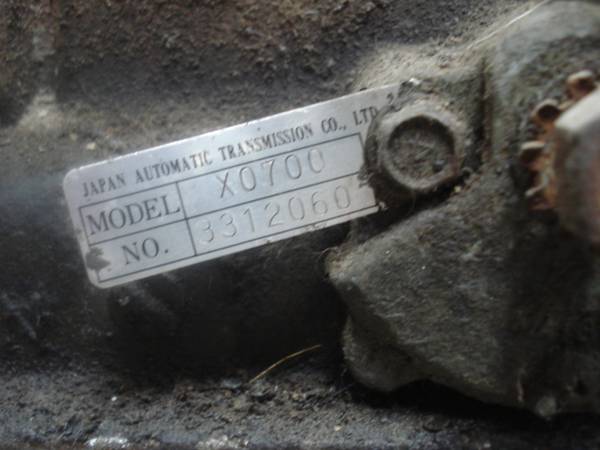 JAPAN AUTOMATIC TRANSMISSION CO., LTD.
MODEL X0700
NO. 3312060